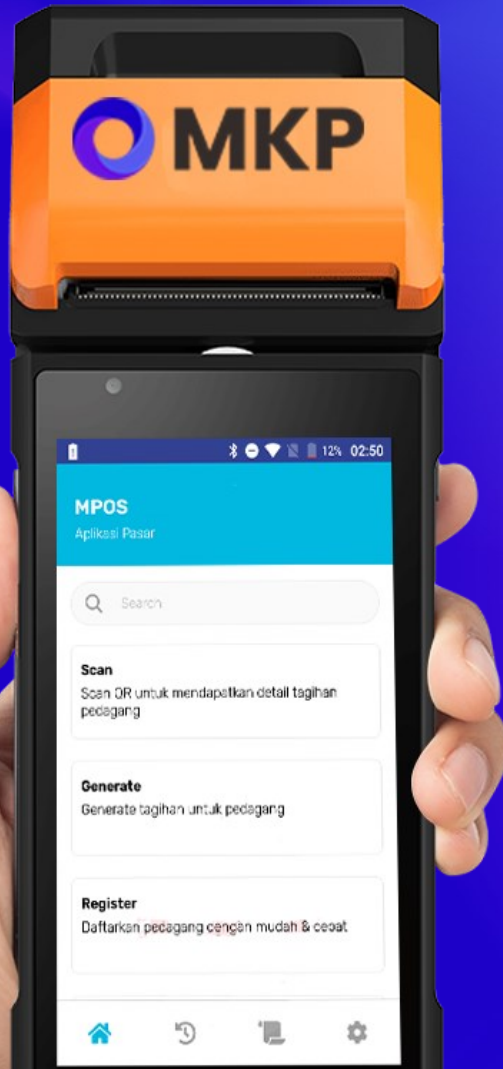 MKP
12% 02:50
MPOS
Aplikasi Pasar
Search
Scan
Scan QR untuk mendapatkan detail tagihan
pedagang
Generate
Generate tagihan untuk pedagang
Register
Daftarkan pedagang dengan mudah & cepat